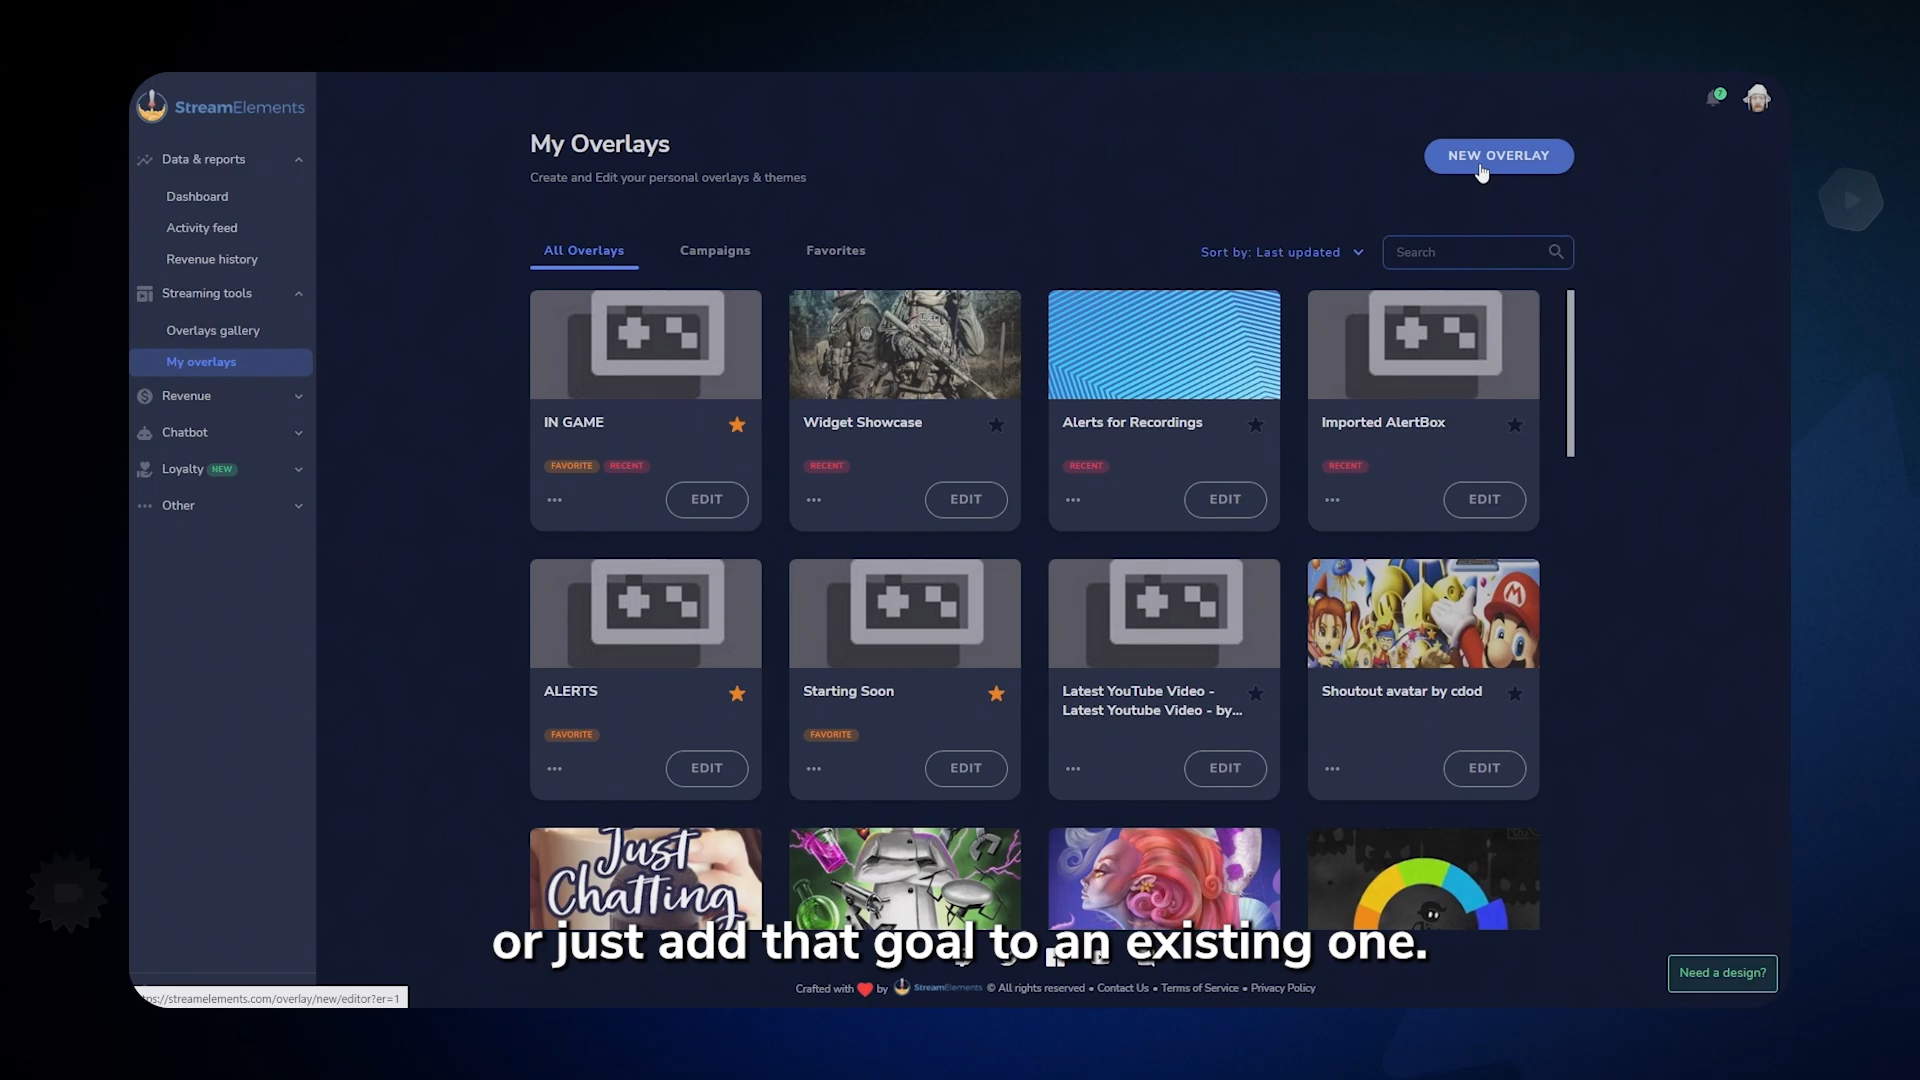 StreamElements
7
Data & reports
Dashboard
Activity feed
Revenue history
Streaming tools
Overlays gallery
My overlays
Revenue
Chatbot
Loyalty NEW
Other
My Overlays
Create and Edit your personal overlays & themes
NEW OVERLAY
All Overlays
Campaigns
Favorites
Sort by: Last updated
Search
IN GAME
FAVORITE RECENT
EDIT
Widget Showcase
RECENT
EDIT
Alerts for Recordings
RECENT
EDIT
Imported AlertBox
RECENT
EDIT
ALERTS
FAVORITE
EDIT
Starting Soon
FAVORITE
EDIT
Latest YouTube Video -
Latest Youtube Video - by...
EDIT
M
Shoutout avatar by cdod
EDIT
Just
Chatting
or just add that goal to an existing one.
Crafted with by StreamElements © All rights reserved • Contact Us • Terms of Service • Privacy Policy
Need a design?
ps://streamelements.com/overlay/new/editor?er=1